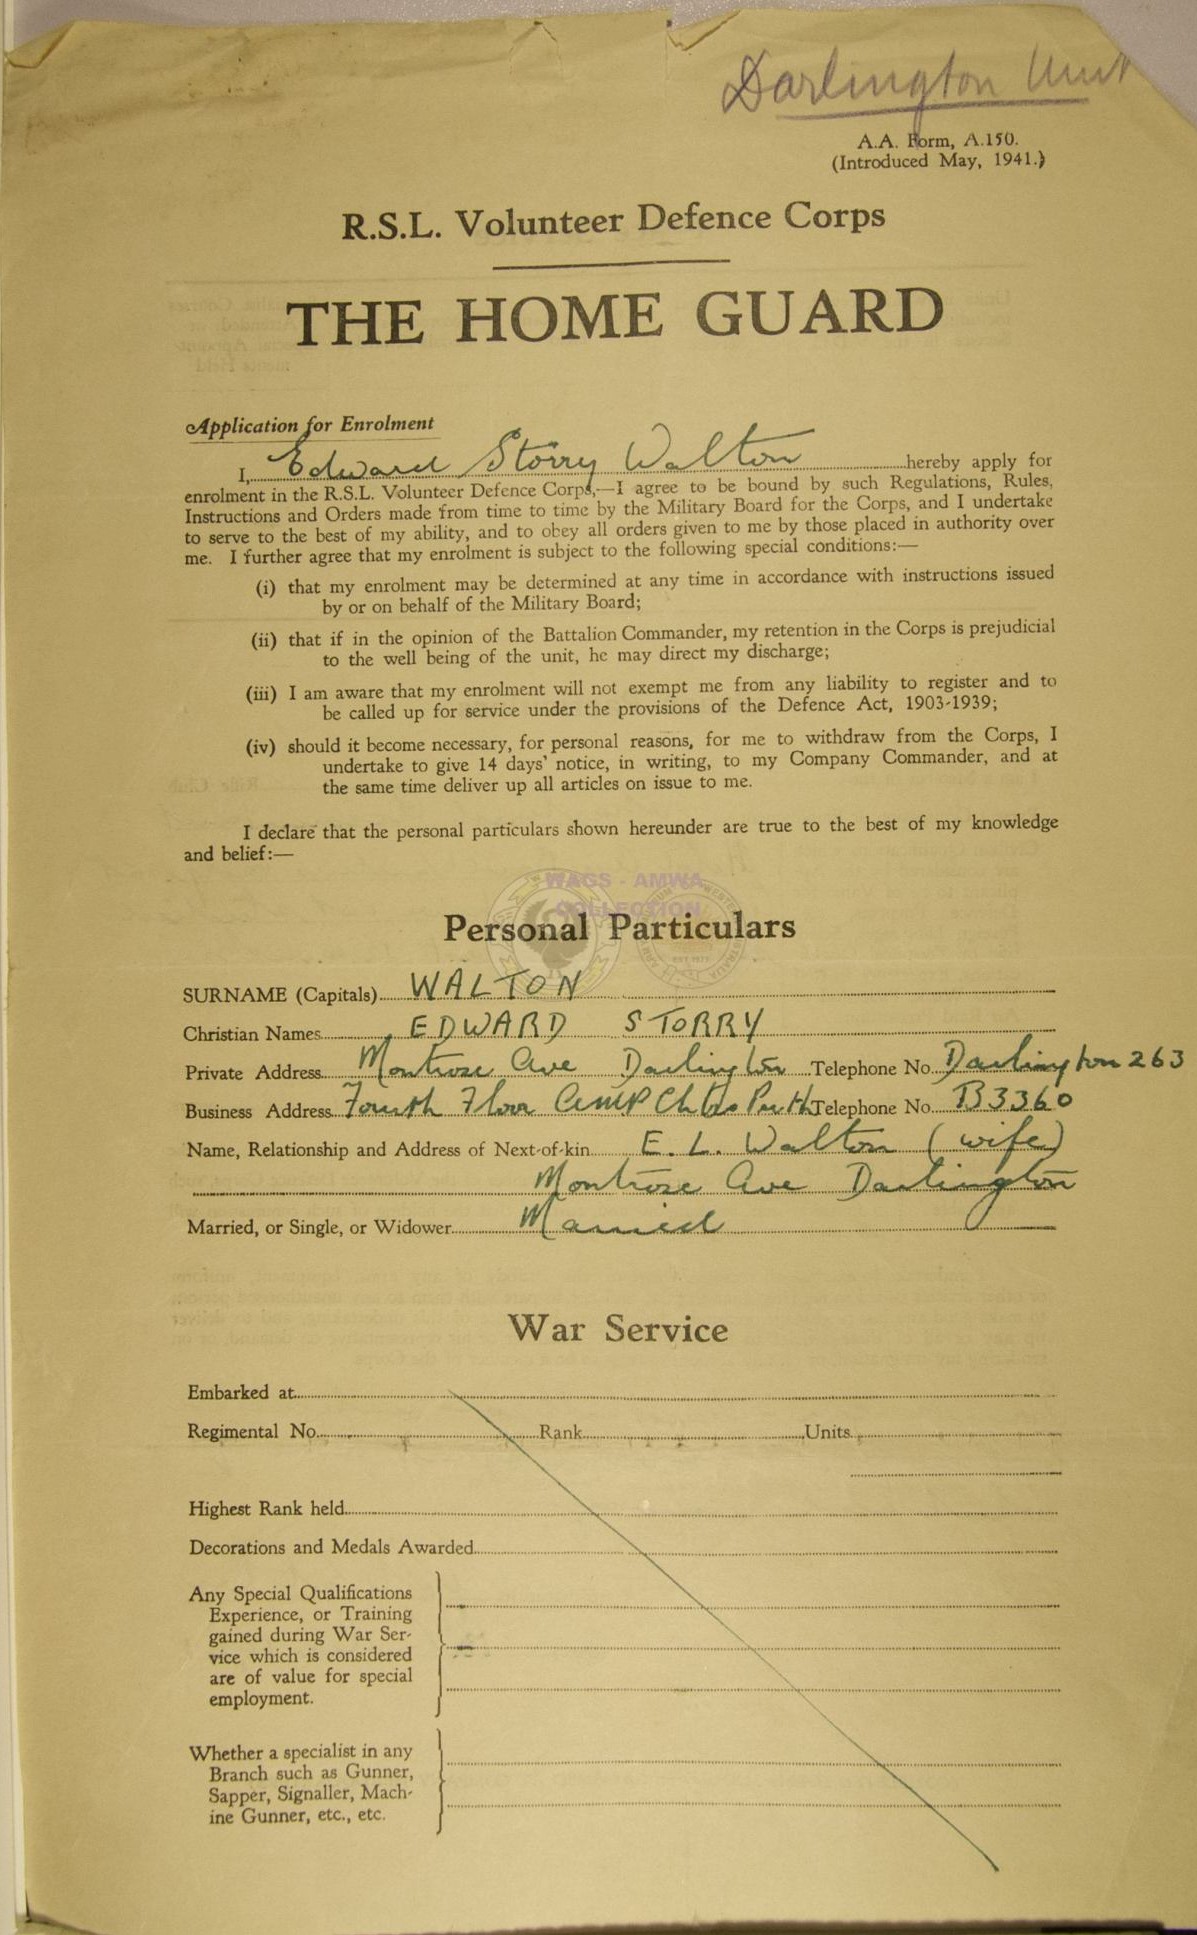 Darlington Unit
A.A. Form, A.150.
(Introduced May, 1941.)
R.S.L. Volunteer Defence Corps
THE HOME GUARD
Application for Enrolment
I, Edward Storry Walton hereby apply for
enrolment in the R.S.L. Volunteer Defence Corps,—I agree to be bound by such Regulations, Rules,
Instructions and Orders made from time to time by the Military Board for the Corps, and I undertake
to serve to the best of my ability, and to obey all orders given to me by those placed in authority over
me. I further agree that my enrolment is subject to the following special conditions:—
(i) that my enrolment may be determined at any time in accordance with instructions issued
by or on behalf of the Military Board;
(ii) that if in the opinion of the Battalion Commander, my retention in the Corps is prejudicial
to the well being of the unit, he may direct my discharge;
(iii) I am aware that my enrolment will not exempt me from any liability to register and to
be called up for service under the provisions of the Defence Act, 1903-1939;
(iv) should it become necessary, for personal reasons, for me to withdraw from the Corps, I
undertake to give 14 days' notice, in writing, to my Company Commander, and at
the same time deliver up all articles on issue to me.
I declare that the personal particulars shown hereunder are true to the best of my knowledge
and belief:—
WAGS - AMWA
COLLECTION
Personal Particulars
SURNAME (Capitals) WALTON
Christian Names EDWARD STORRY
Private Address Montrose Ave Darlington Telephone No. Darlington 263
Business Address Fourth Floor AMP Chbs Perth Telephone No. B3360
Name, Relationship and Address of Next-of-kin E. L. Walton (wife)
Montrose Ave Darlington
Married, or Single, or Widower Married
War Service
Embarked at
Regimental No. Rank Units
Highest Rank held
Decorations and Medals Awarded
Any Special Qualifications
Experience, or Training
gained during War Ser-
vice which is considered
are of value for special
employment.
Whether a specialist in any
Branch such as Gunner,
Sapper, Signaller, Mach-
ine Gunner, etc., etc.